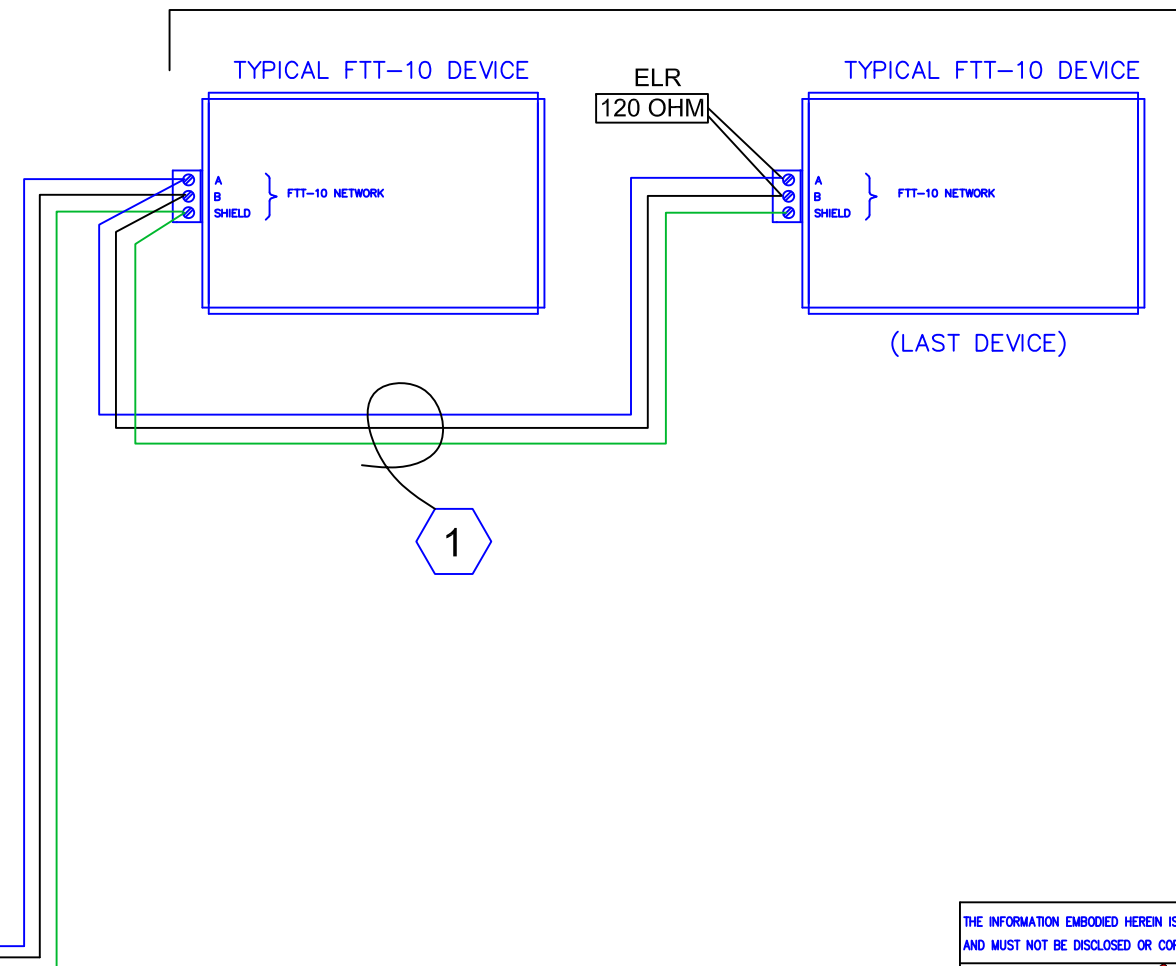 TYPICAL FTT-10 DEVICE
A
B
SHIELD
FTT-10 NETWORK
ELR
120 OHM
TYPICAL FTT-10 DEVICE
A
B
SHIELD
FTT-10 NETWORK
(LAST DEVICE)
1
THE INFORMATION EMBODIED HEREIN IS
AND MUST NOT BE DISCLOSED OR